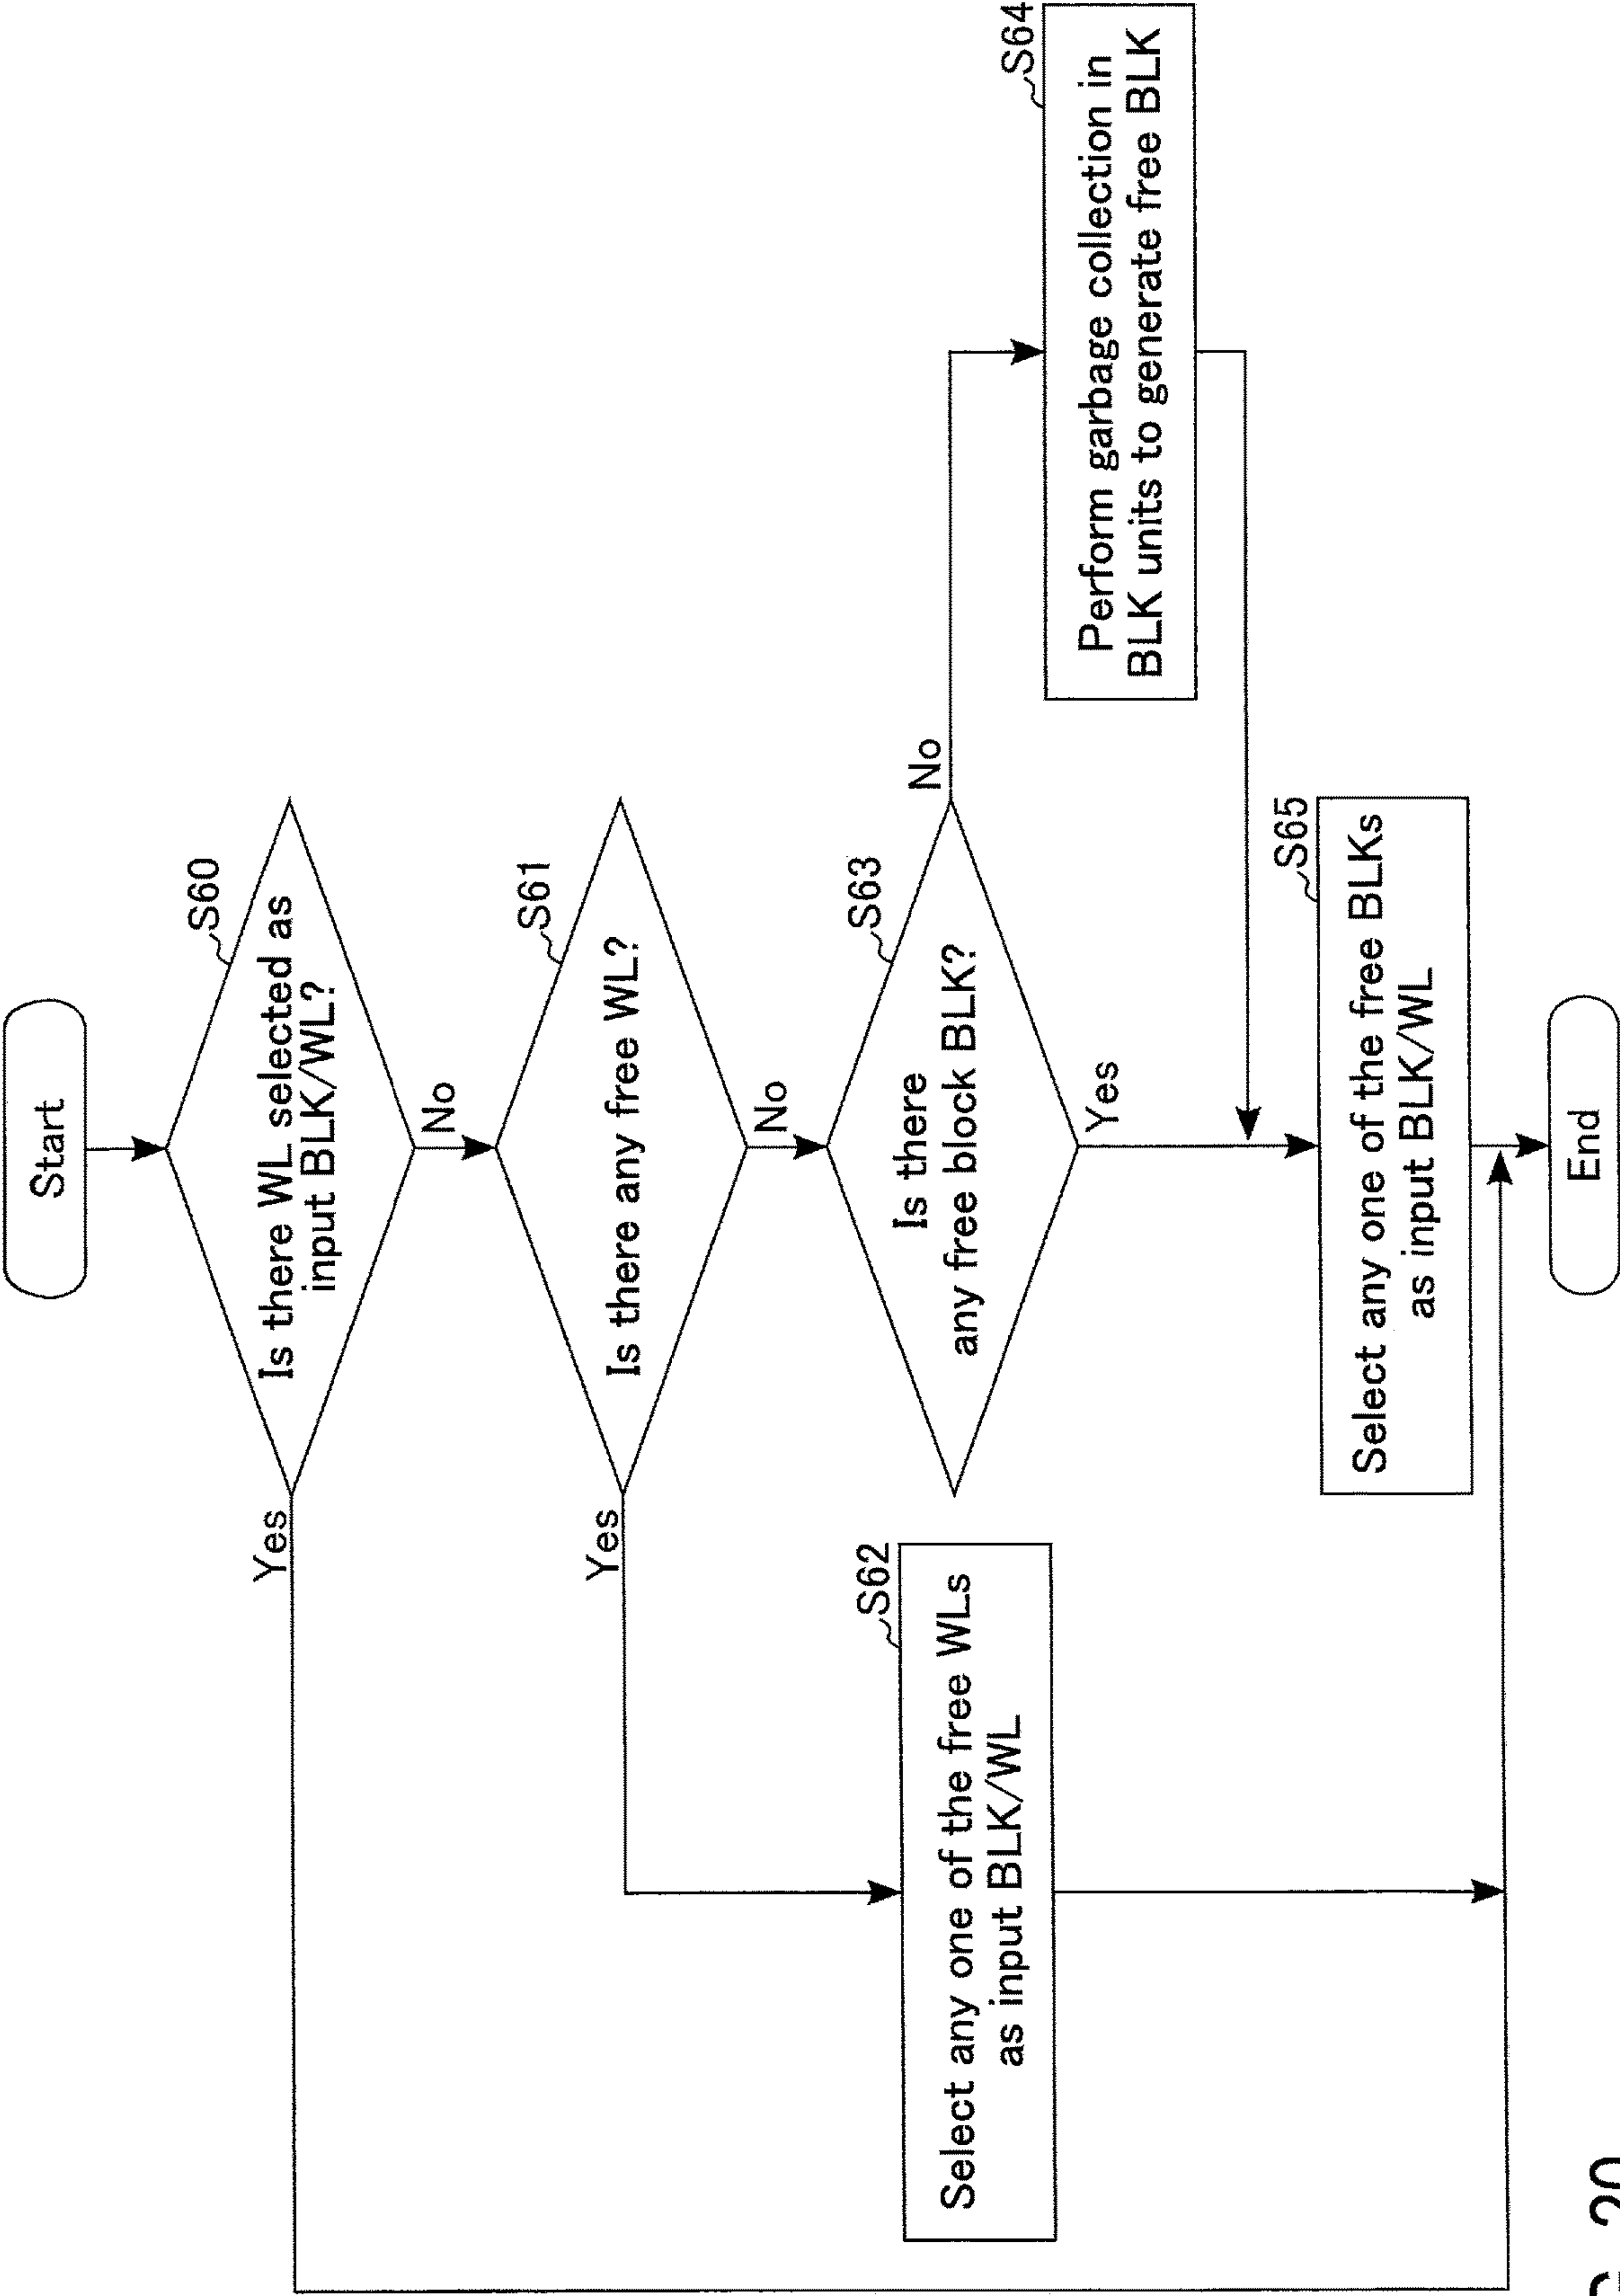 Start
S60
Is there WL selected as
input BLK/WL?
Yes
No
S61
Is there any free WL?
Yes
No
S62
Select any one of the free WLs
as input BLK/WL
S63
Is there
any free block BLK?
No
Yes
S64
Perform garbage collection in
BLK units to generate free BLK
S65
Select any one of the free BLKs
as input BLK/WL
End
20